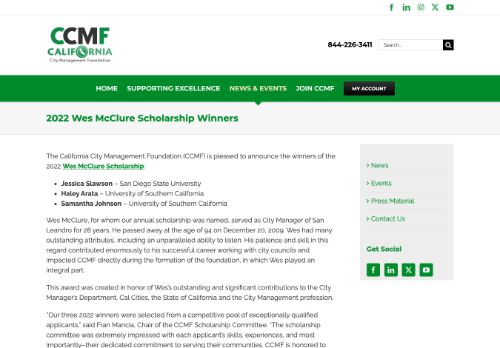 CCMF
CALIFORNIA
City Management Foundation
844-226-3411
Search...
HOME
SUPPORTING EXCELLENCE
NEWS & EVENTS
JOIN CCMF
MY ACCOUNT
2022 Wes McClure Scholarship Winners
The California City Management Foundation (CCMF) is pleased to announce the winners of the
2022 Wes McClure Scholarship:
• Jessica Slawson – San Diego State University
• Haley Arata – University of Southern California
• Samantha Johnson – University of Southern California
Wes McClure, for whom our annual scholarship was named, served as City Manager of San
Leandro for 28 years. He passed away at the age of 94 on December 20, 2009. Wes had many
outstanding attributes, including an unparalleled ability to listen. His patience and skill in this
regard contributed enormously to his successful career working with city councils and
impacted CCMF directly during the formation of the foundation, in which Wes played an
integral part.
This award was created in honor of Wes's outstanding and significant contributions to the City
Manager's Department, Cal Cities, the State of California and the City Management profession.
"Our three 2022 winners were selected from a competitive pool of exceptionally qualified
applicants," said Fran Mancia, Chair of the CCMF Scholarship Committee. "The scholarship
committee was extremely impressed with each applicant's skills, experiences, and most
importantly–their dedicated commitment to serving their communities. CCMF is honored to
> News
> Events
> Press Material
> Contact Us
Get Social